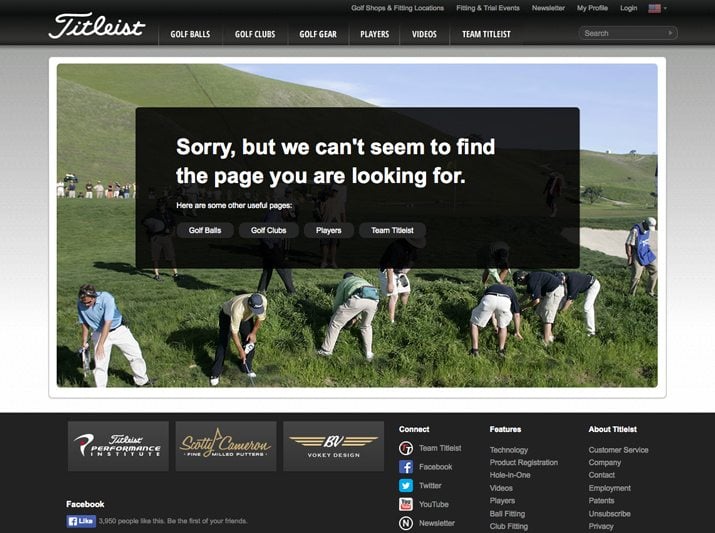 Golf Shops & Fitting Locations Fitting & Trial Events Newsletter My Profile Login
Titleist
GOLF BALLS GOLF CLUBS GOLF GEAR PLAYERS VIDEOS TEAM TITLEIST
Search
Sorry, but we can't seem to find
the page you are looking for.
Here are some other useful pages:
Golf Balls Golf Clubs Players Team Titleist
Titleist
PERFORMANCE
INSTITUTE
Scotty Cameron
FINE MILLED PUTTERS
BV
VOKEY DESIGN
Facebook
Like 3,950 people like this. Be the first of your friends.
Connect
Team Titleist
Facebook
Twitter
YouTube
Newsletter
Features
Technology
Product Registration
Hole-in-One
Videos
Players
Ball Fitting
Club Fitting
About Titleist
Customer Service
Company
Contact
Employment
Patents
Unsubscribe
Privacy